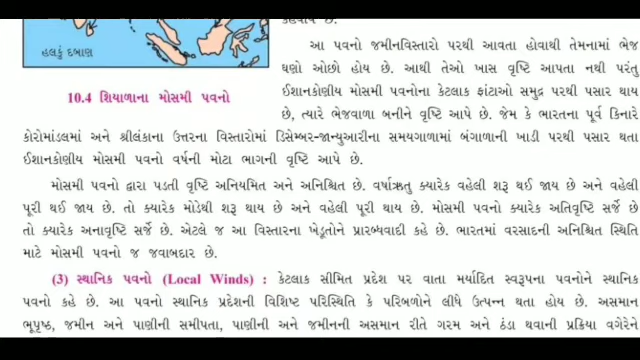 કહેવાય છે.
હલકું દબાણ
આ પવનો જમીનવિસ્તારો પરથી આવતા હોવાથી તેમનામાં ભેજ
ઘણો ઓછો હોય છે. આથી તેઓ ખાસ વૃષ્ટિ આપતા નથી પરંતુ
10.4 શિયાળાના મોસમી પવનો
ઈશાનકોણીય મોસમી પવનોના કેટલાક ફાંટાઓ સમુદ્ર પરથી પસાર થાય
છે, ત્યારે ભેજવાળા બનીને વૃષ્ટિ આપે છે. જેમ કે ભારતના પૂર્વ કિનારે
કોરોમાંડલમાં અને શ્રીલંકાના ઉત્તરના વિસ્તારોમાં ડિસેમ્બર-જાન્યુઆરીના સમયગાળામાં બંગાળની ખાડી પરથી પસાર થતા
ઈશાનકોણીય મોસમી પવનો વર્ષની મોટા ભાગની વૃષ્ટિ આપે છે.
મોસમી પવનો દ્વારા પડતી વૃષ્ટિ અનિયમિત અને અનિશ્ચિત છે. વર્ષાઋતુ ક્યારેક વહેલી શરૂ થઈ જાય છે અને વહેલી
પૂરી થઈ જાય છે. તો ક્યારેક મોડેથી શરૂ થાય છે અને વહેલી પૂરી થાય છે. મોસમી પવનો ક્યારેક અતિવૃષ્ટિ સર્જે છે
તો ક્યારેક અનાવૃષ્ટિ સર્જે છે. એટલે જ આ વિસ્તારના ખેડૂતોને પ્રારબ્ધવાદી કહે છે. ભારતમાં વરસાદની અનિશ્ચિત સ્થિતિ
માટે મોસમી પવનો જ જવાબદાર છે.
(3) સ્થાનિક પવનો (Local Winds) : કેટલાક સીમિત પ્રદેશ પર વાતા મર્યાદિત સ્વરૂપના પવનોને સ્થાનિક
પવનો કહે છે. આ પવનો સ્થાનિક પ્રદેશની વિશિષ્ટ પરિસ્થિતિ કે પરિબળોને લીધે ઉત્પન્ન થતા હોય છે. અસમાન
ભૂપૃષ્ઠ, જમીન અને પાણીની સમીપતા, પાણીની અને જમીનની અસમાન રીતે ગરમ અને ઠંડા થવાની પ્રક્રિયા વગેરેને